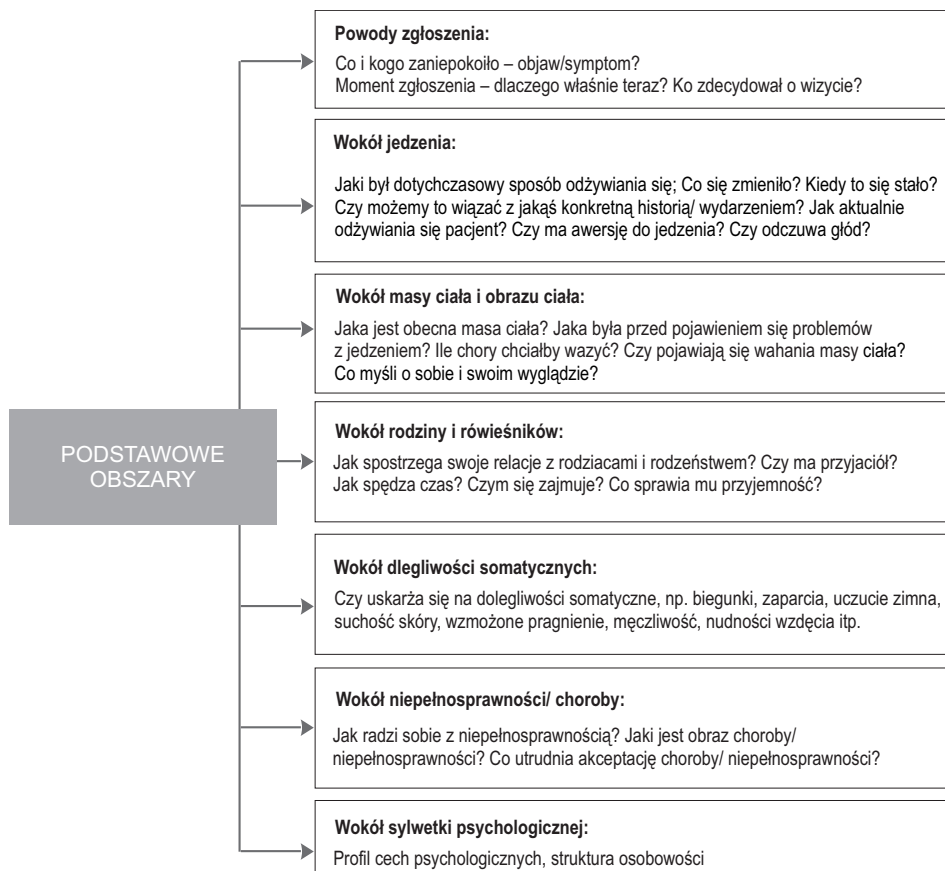 Powody zgłoszenia:
Co i kogo zaniepokoiło – objaw/symptom?
Moment zgłoszenia – dlaczego właśnie teraz? Ko zdecydował o wizycie?
Wokół jedzenia:
Jaki był dotychczasowy sposób odżywiania się; Co się zmieniło? Kiedy to się stało?
Czy możemy to wiązać z jakąś konkretną historią/ wydarzeniem? Jak aktualnie
odżywiania się pacjent? Czy ma awersję do jedzenia? Czy odczuwa głód?
Wokół masy ciała i obrazu ciała:
Jaka jest obecna masa ciała? Jaka była przed pojawieniem się problemów
z jedzeniem? Ile chory chciałby wazyć? Czy pojawiają się wahania masy ciała?
Co myśli o sobie i swoim wyglądzie?
PODSTAWOWE
OBSZARY
Wokół rodziny i rówieśników:
Jak spostrzega swoje relacje z rodziacami i rodzeństwem? Czy ma przyjaciół?
Jak spędza czas? Czym się zajmuje? Co sprawia mu przyjemność?
Wokół dlegliwości somatycznych:
Czy uskarża się na dolegliwości somatyczne, np. biegunki, zaparcia, uczucie zimna,
suchość skóry, wzmożone pragnienie, męczliwość, nudności wzdęcia itp.
Wokół niepełnosprawności/ choroby:
Jak radzi sobie z niepełnosprawnością? Jaki jest obraz choroby/
niepełnosprawności? Co utrudnia akceptację choroby/ niepełnosprawności?
Wokół sylwetki psychologicznej:
Profil cech psychologicznych, struktura osobowości